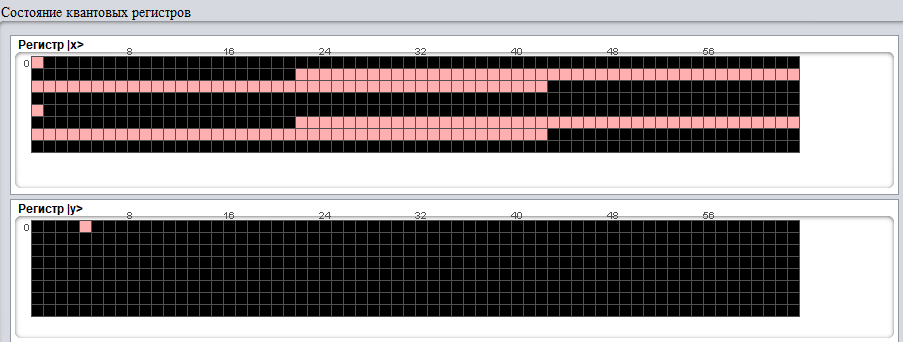 Состояние квантовых регистров
Регистр |x>
8 16 24 32 40 48 56
0
Регистр |y>
8 16 24 32 40 48 56
0